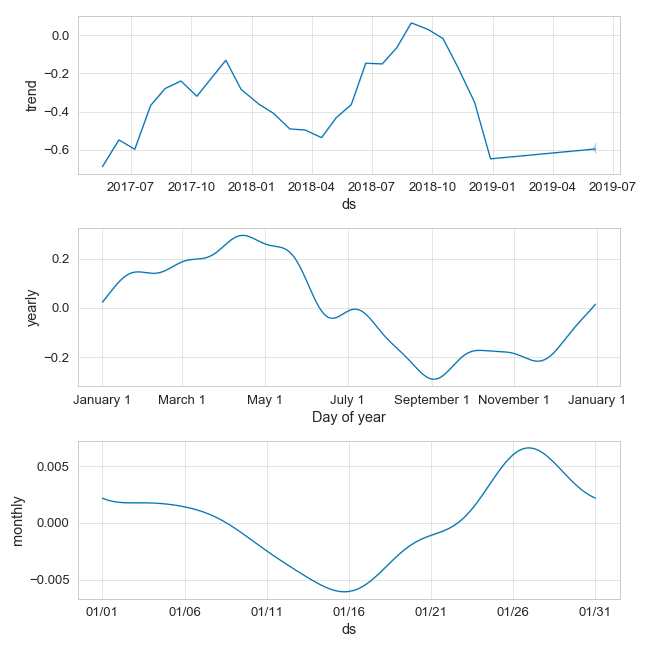 0.0
−0.2
−0.4
−0.6
trend
2017-07 2017-10 2018-01 2018-04 2018-07 2018-10 2019-01 2019-04 2019-07
ds
0.2
0.0
−0.2
yearly
January 1 March 1 May 1 July 1 September 1 November 1 January 1
Day of year
0.005
0.000
−0.005
monthly
01/01 01/06 01/11 01/16 01/21 01/26 01/31
ds